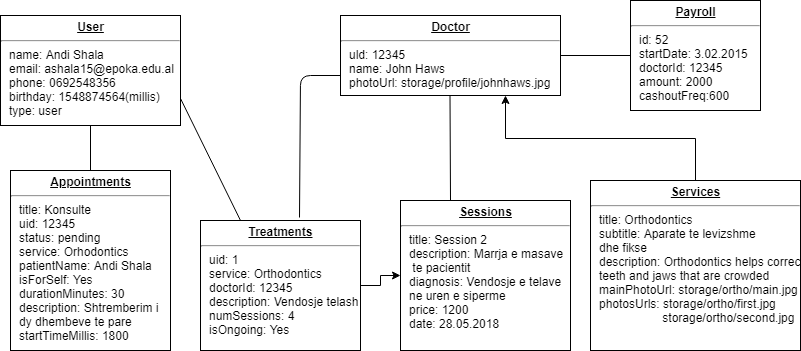 User
name: Andi Shala
email: ashala15@epoka.edu.al
phone: 0692548356
birthday: 1548874564(millis)
type: user
Doctor
uId: 12345
name: John Haws
photoUrl: storage/profile/johnhaws.jpg
Payroll
id: 52
startDate: 3.02.2015
doctorId: 12345
amount: 2000
cashoutFreq:600
Appointments
title: Konsulte
uid: 12345
status: pending
service: Orhodontics
patientName: Andi Shala
isForSelf: Yes
durationMinutes: 30
description: Shtremberim i
dy dhembeve te pare
startTimeMillis: 1800
Treatments
uid: 1
service: Orthodontics
doctorId: 12345
description: Vendosje telash
numSessions: 4
isOngoing: Yes
Sessions
title: Session 2
description: Marrja e masave
te pacientit
diagnosis: Vendosje e telave
ne uren e siperme
price: 1200
date: 28.05.2018
Services
title: Orthodontics
subtitle: Aparate te levizshme
dhe fikse
description: Orthodontics helps correc
teeth and jaws that are crowded
mainPhotoUrl: storage/ortho/main.jpg
photosUrls: storage/ortho/first.jpg
storage/ortho/second.jpg